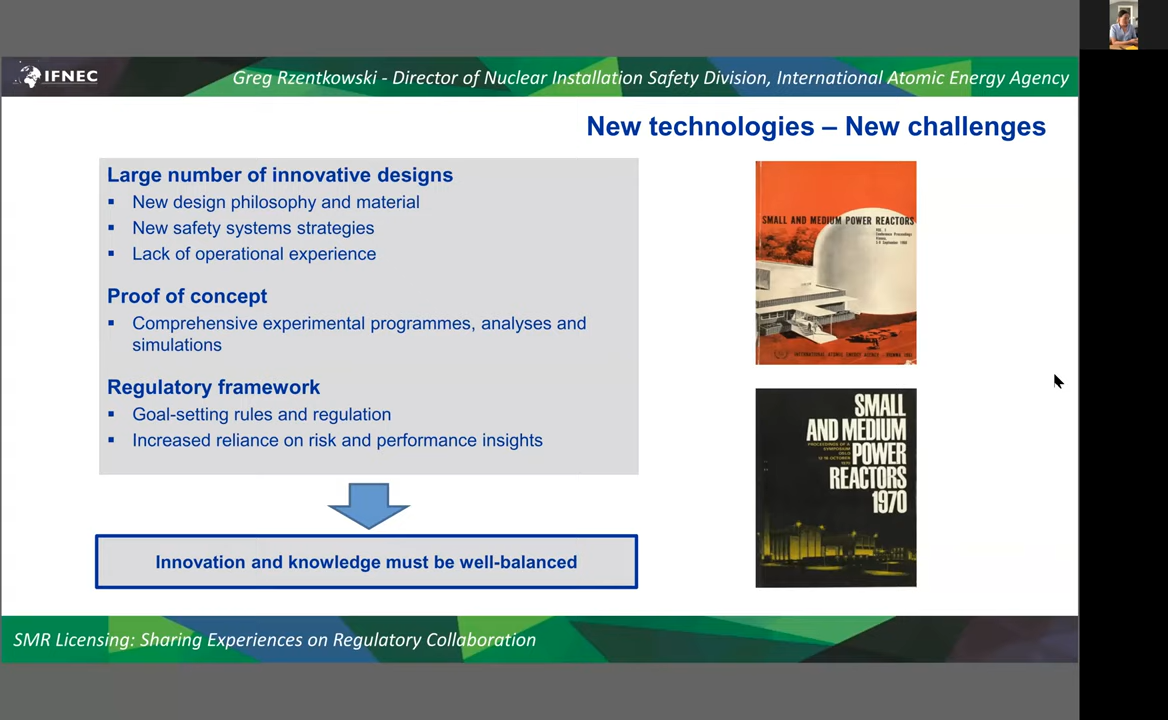 IFNEC
Greg Rzentkowski - Director of Nuclear Installation Safety Division, International Atomic Energy Agency
New technologies – New challenges
Large number of innovative designs
▪ New design philosophy and material
▪ New safety systems strategies
▪ Lack of operational experience
Proof of concept
▪ Comprehensive experimental programmes, analyses and
simulations
Regulatory framework
▪ Goal-setting rules and regulation
▪ Increased reliance on risk and performance insights
Innovation and knowledge must be well-balanced
SMALL AND MEDIUM POWER REACTORS
INTERNATIONAL ATOMIC ENERGY AGENCY
SMALL
AND MEDIUM
POWER
REACTORS
1970
SMR Licensing: Sharing Experiences on Regulatory Collaboration